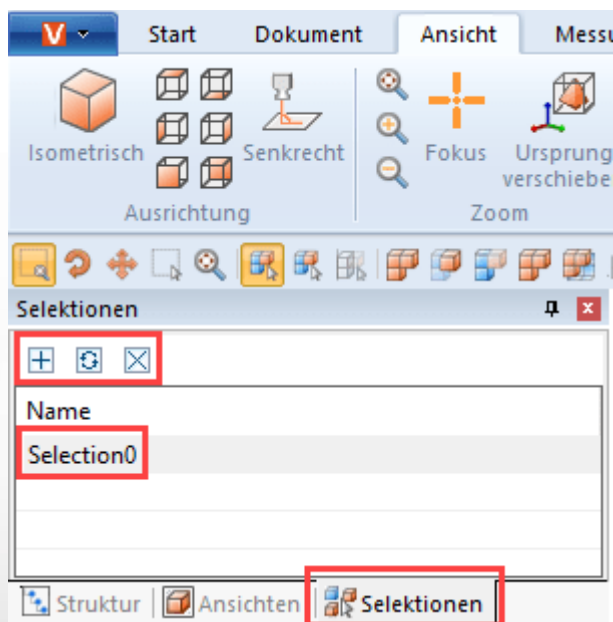 V Start Dokument Ansicht Messu
Isometrisch Senkrecht Fokus Ursprung
verschiebe
Ausrichtung Zoom
Selektionen
Name
Selection0
Struktur Ansichten Selektionen